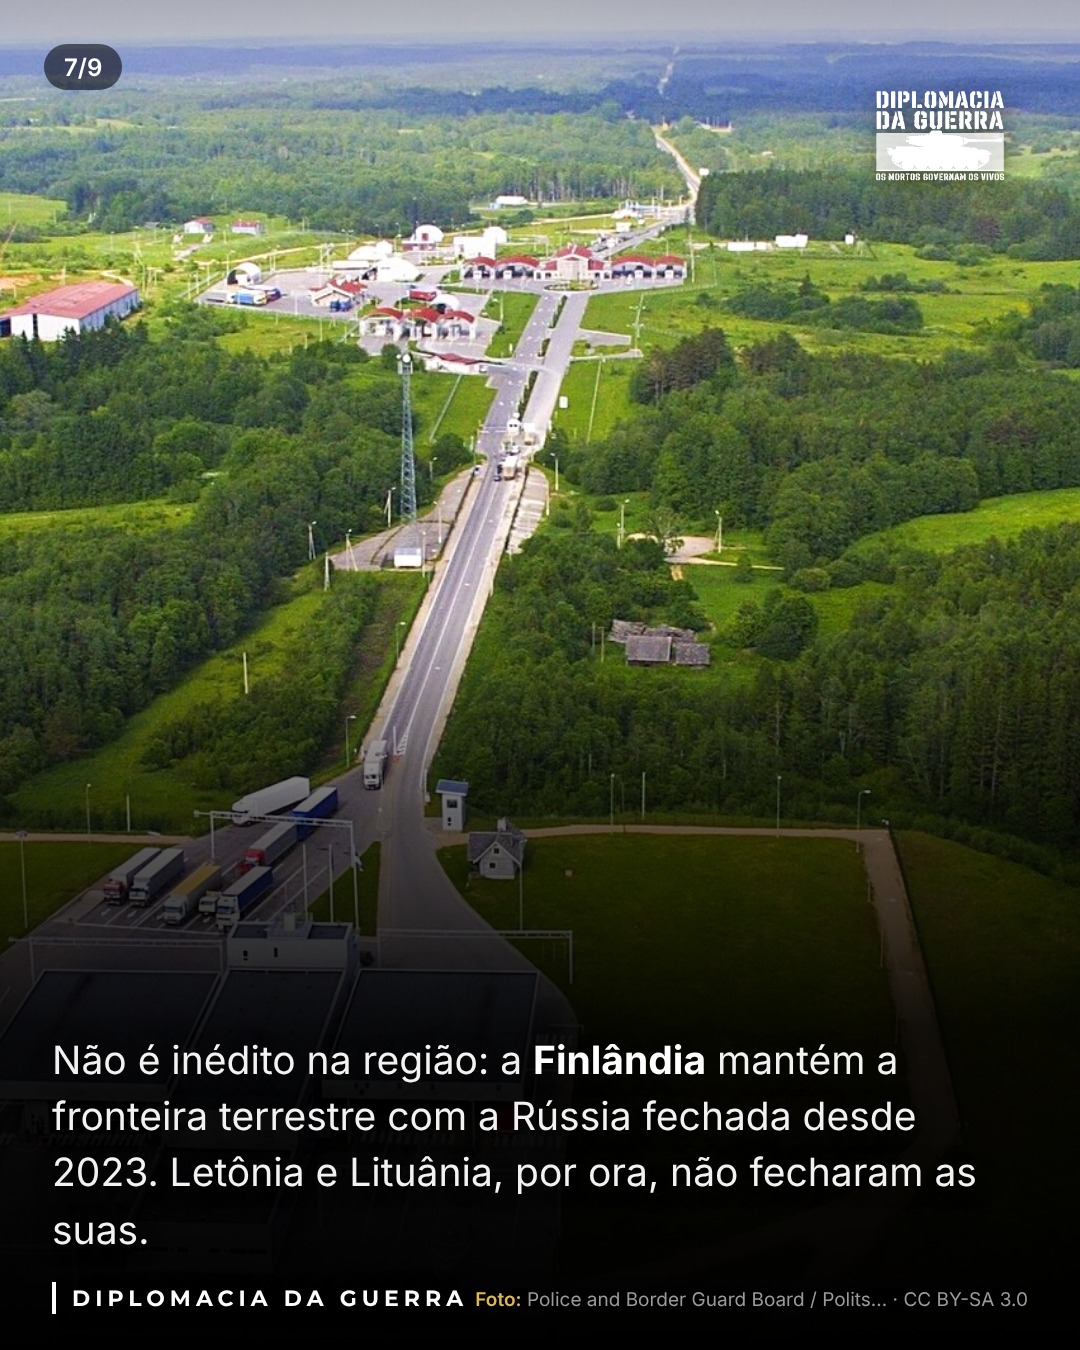 7/9
DIPLOMACIA
DA GUERRA
OS MORTOS GOVERNAM OS VIVOS
Não é inédito na região: a Finlândia mantém a
fronteira terrestre com a Rússia fechada desde
2023. Letônia e Lituânia, por ora, não fecharam as
suas.
DIPLOMACIA DA GUERRA Foto: Police and Border Guard Board / Polits... · CC BY-SA 3.0